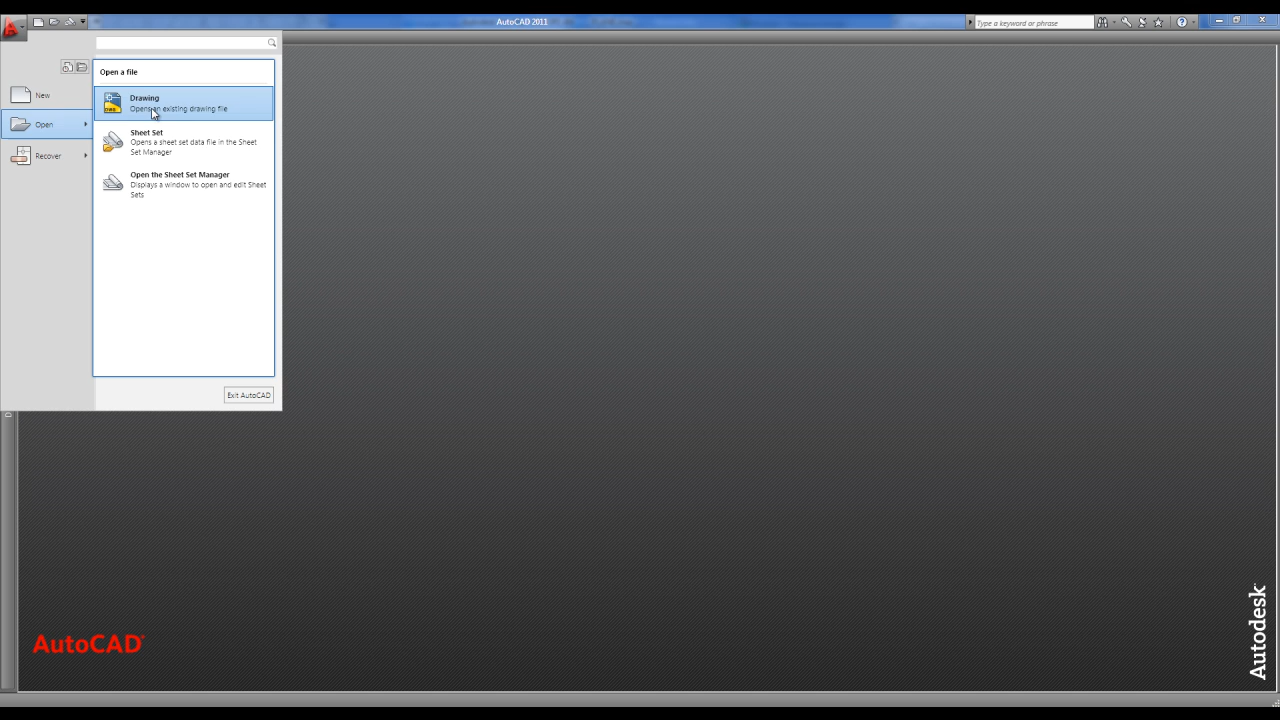 AutoCAD 2011
Type a keyword or phrase
Open a file
New
Open
Recover
Drawing
Opens an existing drawing file
Sheet Set
Opens a sheet set data file in the Sheet
Set Manager
Open the Sheet Set Manager
Displays a window to open and edit Sheet
Sets
Exit AutoCAD
AutoCAD®
Autodesk